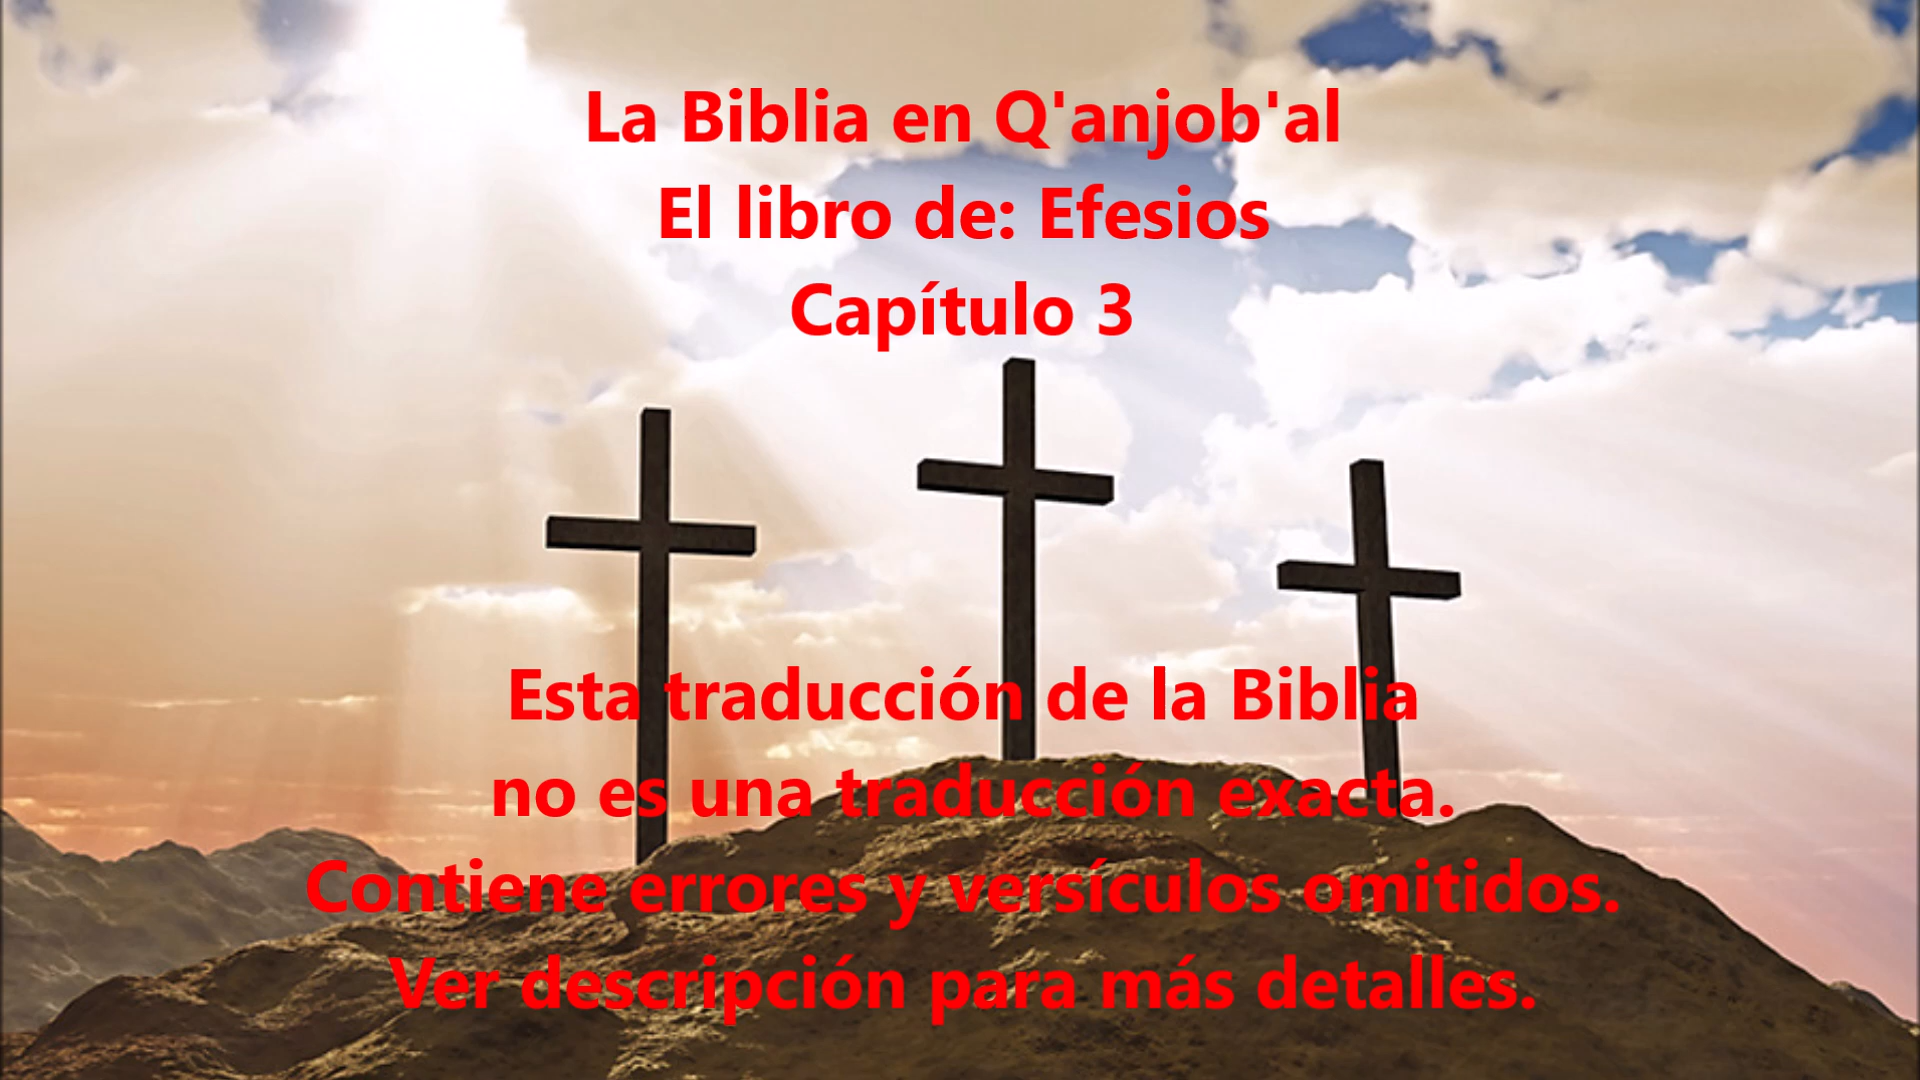 La Biblia en Q'anjob'al
El libro de: Efesios
Capítulo 3
Esta traducción de la Biblia
no es una traducción exacta.
Contiene errores y versículos omitidos.
Ver descripción para más detalles.